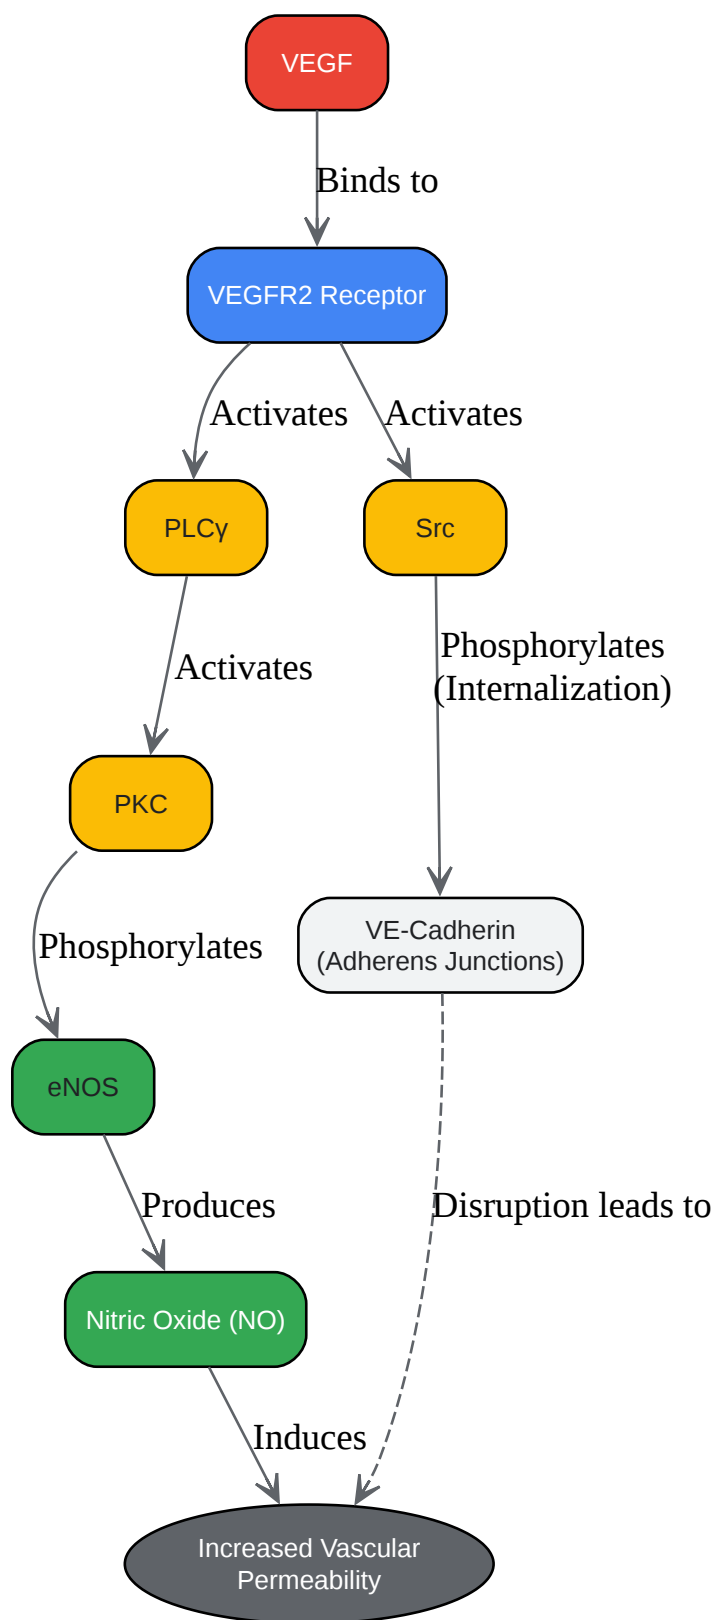 VEGF
Binds to
VEGFR2 Receptor
Activates
Activates
PLCγ
Src
Phosphorylates
(Internalization)
Activates
PKC
VE-Cadherin
(Adherens Junctions)
Phosphorylates
eNOS
Produces
Disruption leads to
Nitric Oxide (NO)
Induces
Increased Vascular
Permeability